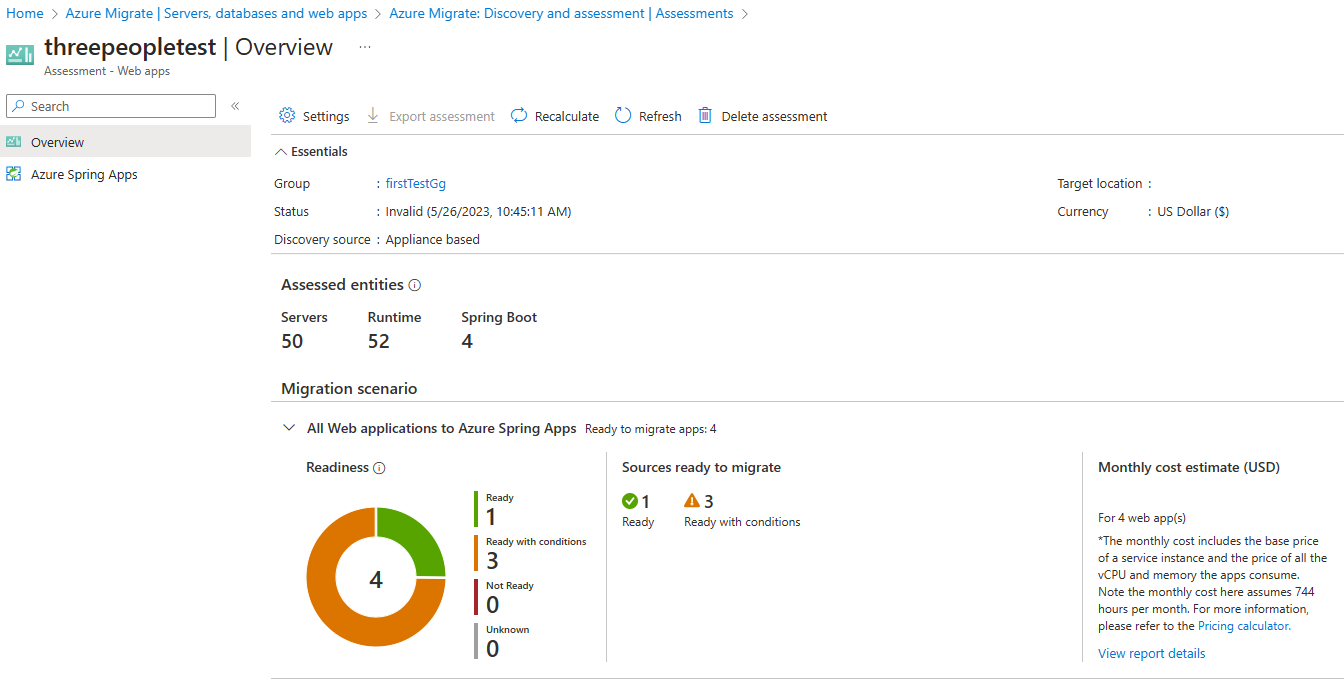 Home > Azure Migrate | Servers, databases and web apps > Azure Migrate: Discovery and assessment | Assessments >
threepeopletest | Overview ...
Assessment - Web apps
Search «
Overview
Azure Spring Apps
Settings Export assessment Recalculate Refresh Delete assessment
Essentials
Group : firstTestGg Target location :
Status : Invalid (5/26/2023, 10:45:11 AM) Currency : US Dollar ($)
Discovery source : Appliance based
Assessed entities
Servers Runtime Spring Boot
50 52 4
Migration scenario
All Web applications to Azure Spring Apps Ready to migrate apps: 4
Readiness
4
Ready
1
Ready with conditions
3
Not Ready
0
Unknown
0
Sources ready to migrate
1 3
Ready Ready with conditions
Monthly cost estimate (USD)
For 4 web app(s)
*The monthly cost includes the base price
of a service instance and the price of all the
vCPU and memory the apps consume.
Note the monthly cost here assumes 744
hours per month. For more information,
please refer to the Pricing calculator.
View report details